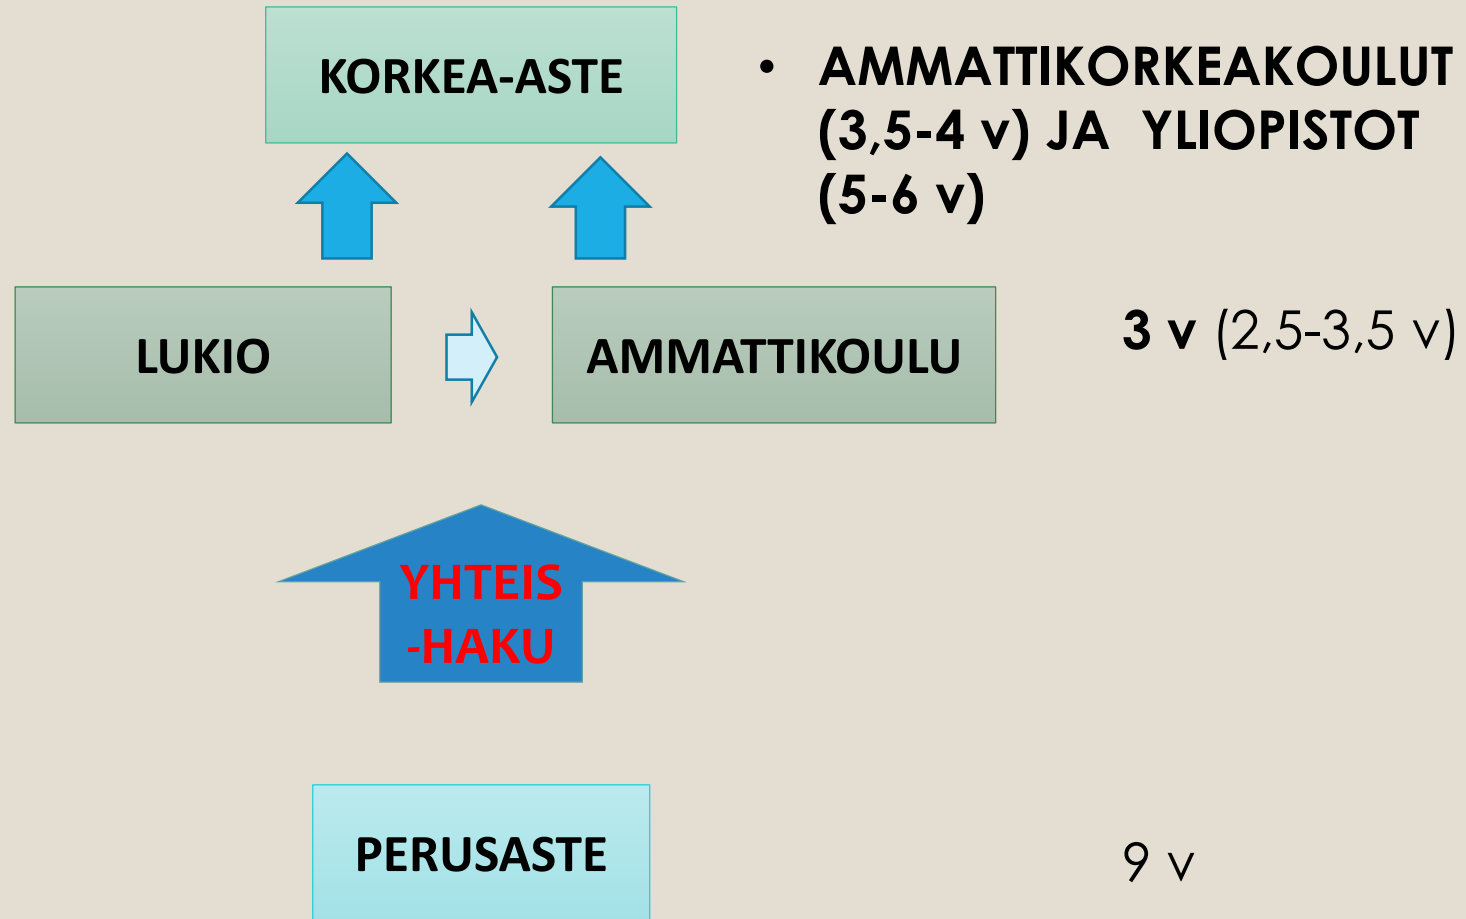 KORKEA-ASTE
• AMMATTIKORKEAKOULUT
(3,5-4 v) JA YLIOPISTOT
(5-6 v)
LUKIO
AMMATTIKOULU
3 v (2,5-3,5 v)
YHTEIS
-HAKU
PERUSASTE
9 v